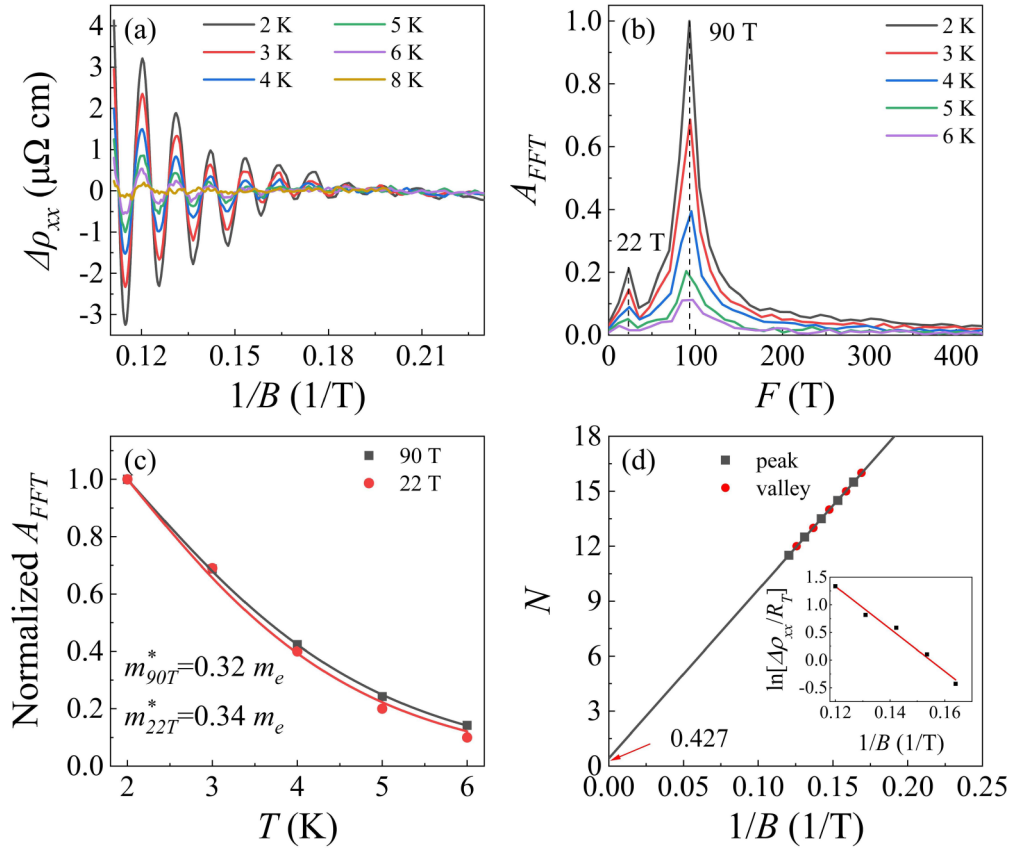 (a)
2 K
5 K
3 K
6 K
4 K
8 K
4
3
2
1
0
-1
-2
-3
Δρxx (μΩ cm)
0.12
0.15
0.18
0.21
1/B (1/T)
(b)
90 T
22 T
2 K
3 K
4 K
5 K
6 K
1.0
0.8
0.6
0.4
0.2
0.0
AFFT
0
100
200
300
400
F (T)
(c)
90 T
22 T
1.0
0.8
0.6
0.4
0.2
0.0
Normalized AFFT
m*90T=0.32 me
m*22T=0.34 me
2
3
4
5
6
T (K)
(d)
peak
valley
18
15
12
9
6
3
0
N
0.427
0.00
0.05
0.10
0.15
0.20
0.25
1/B (1/T)
1.5
1.0
0.5
0.0
-0.5
ln[Δρxx/RT]
0.12
0.14
0.16
1/B (1/T)